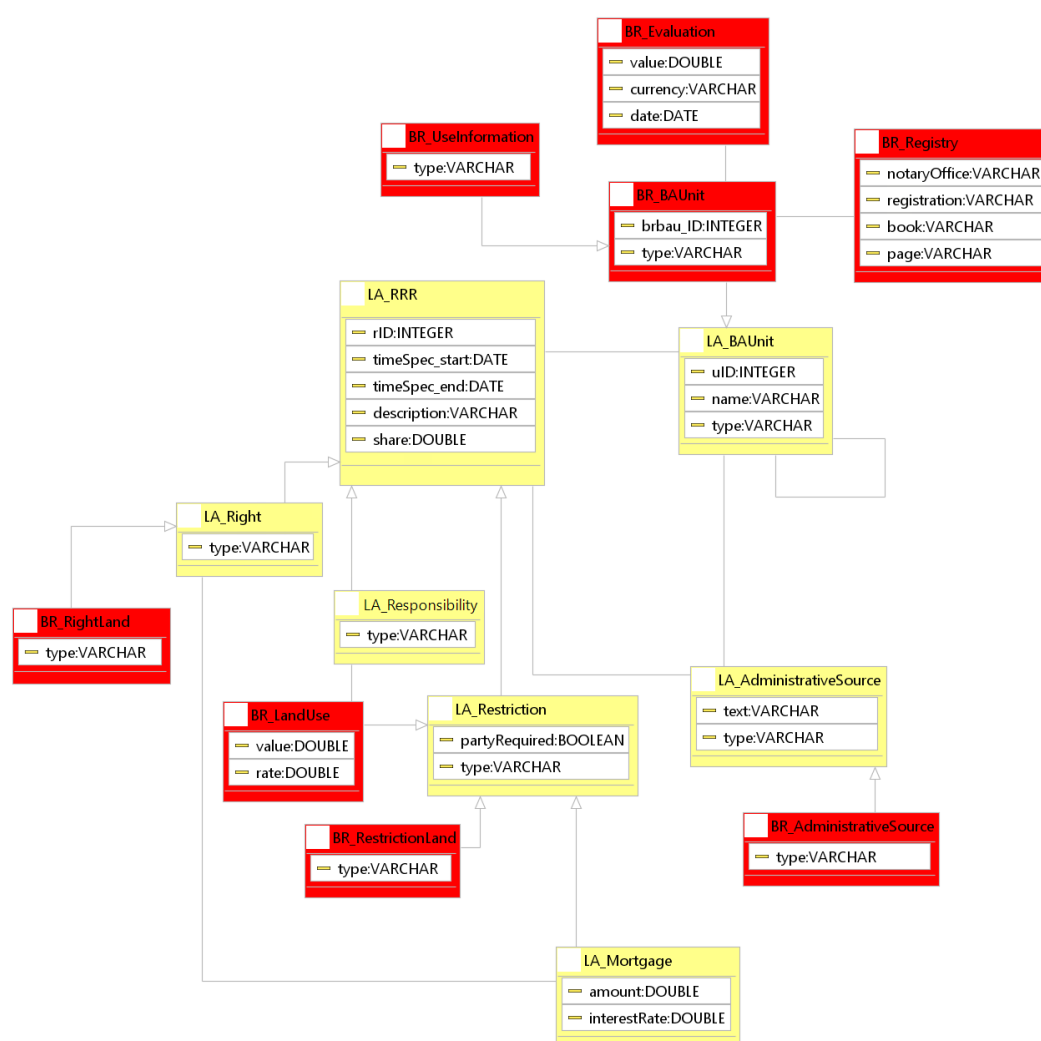 BR_Evaluation
value:DOUBLE
currency:VARCHAR
date:DATE
BR_UseInformation
type:VARCHAR
BR_Registry
notaryOffice:VARCHAR
registration:VARCHAR
book:VARCHAR
page:VARCHAR
BR_BAUnit
brbau_ID:INTEGER
type:VARCHAR
LA_RRR
rID:INTEGER
timeSpec_start:DATE
timeSpec_end:DATE
description:VARCHAR
share:DOUBLE
LA_BAUnit
uID:INTEGER
name:VARCHAR
type:VARCHAR
LA_Right
type:VARCHAR
LA_Responsibility
type:VARCHAR
BR_RightLand
type:VARCHAR
LA_AdministrativeSource
text:VARCHAR
type:VARCHAR
BR_LandUse
value:DOUBLE
rate:DOUBLE
LA_Restriction
partyRequired:BOOLEAN
type:VARCHAR
BR_RestrictionLand
type:VARCHAR
BR_AdministrativeSource
type:VARCHAR
LA_Mortgage
amount:DOUBLE
interestRate:DOUBLE